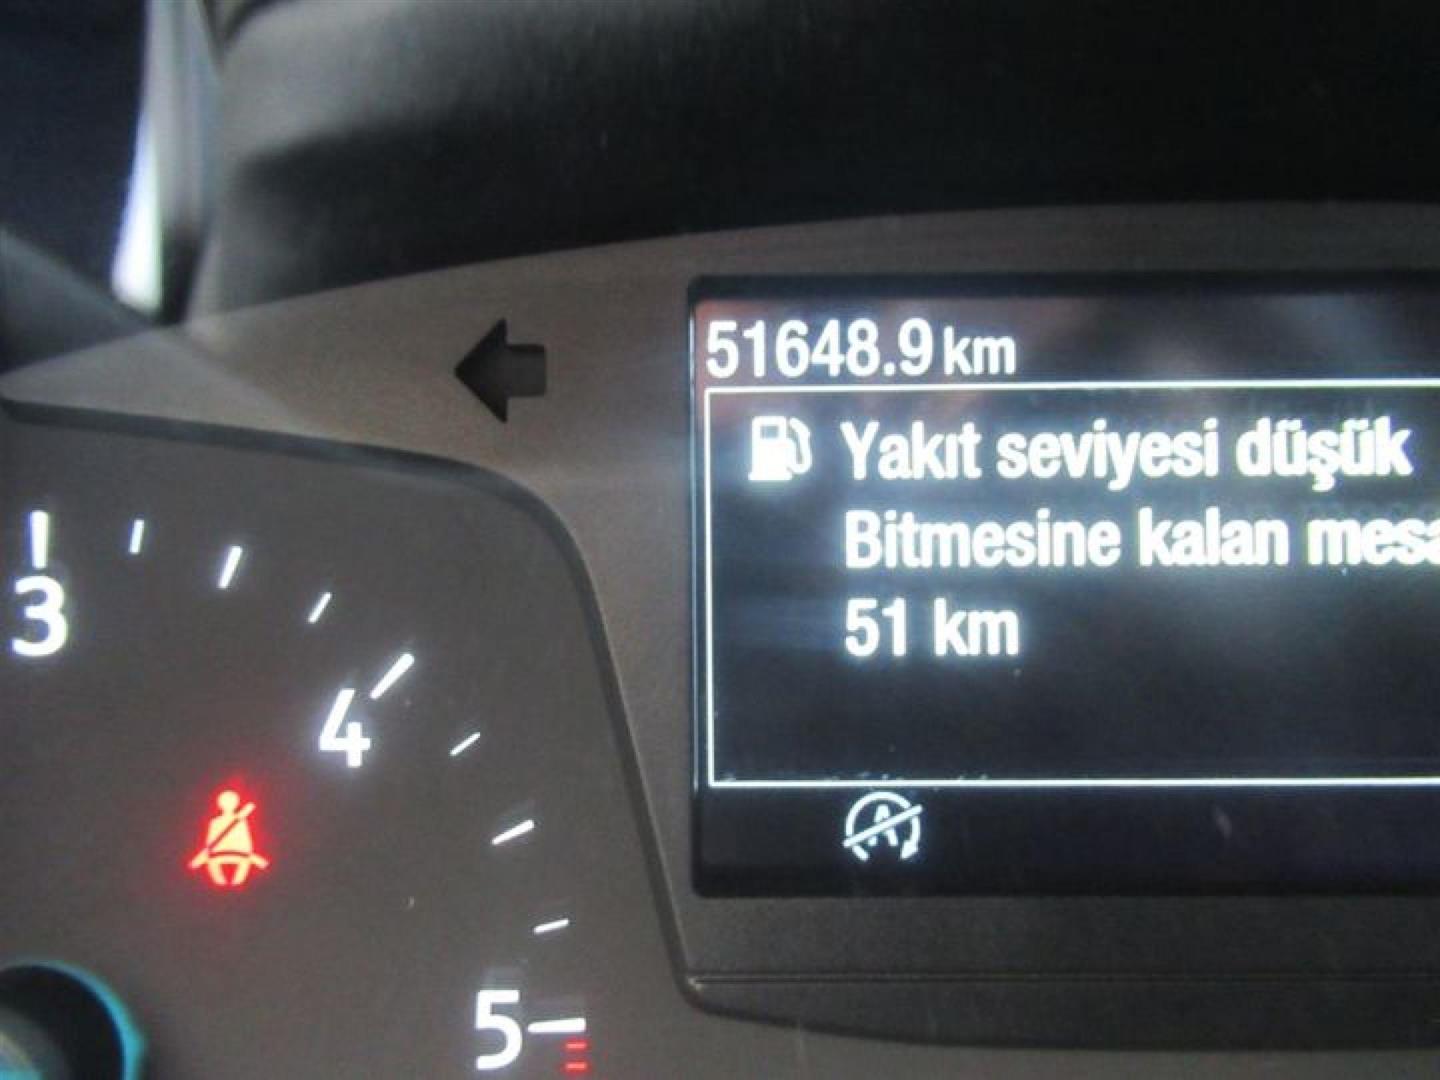 51648.9 km
Yakıt seviyesi düşük
Bitmesine kalan
51 km
3
4
5
A